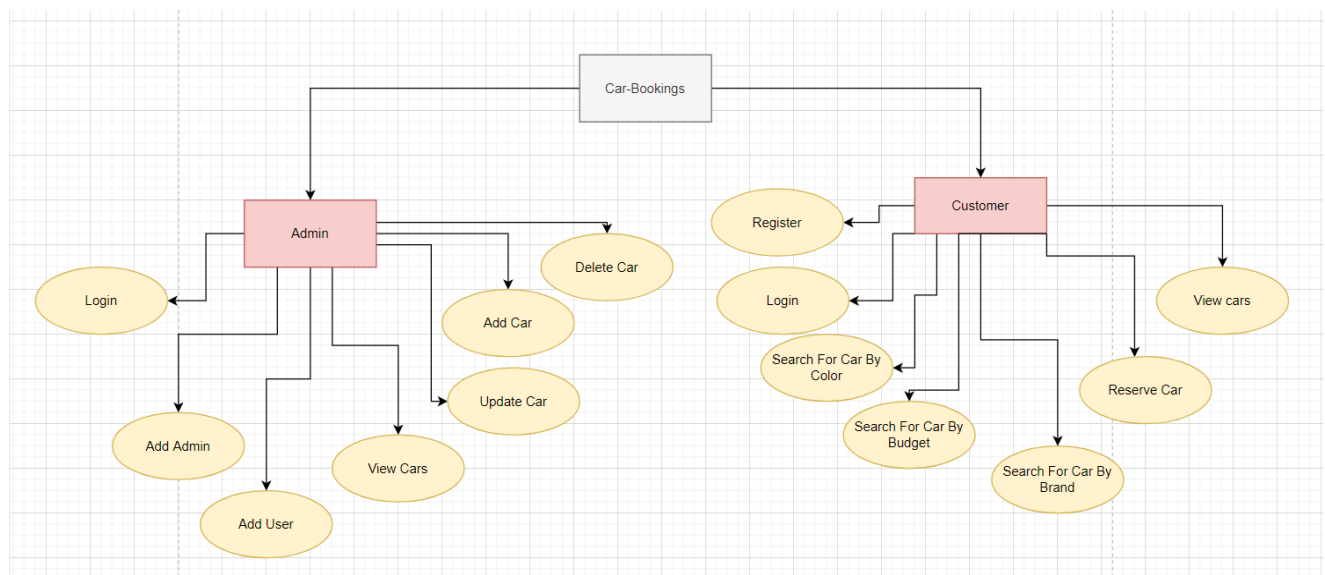 Car-Bookings
Admin
Login
Add Admin
Add User
View Cars
Update Car
Add Car
Delete Car
Customer
Register
Login
Search For Car By
Color
Search For Car By
Budget
Search For Car By
Brand
Reserve Car
View cars